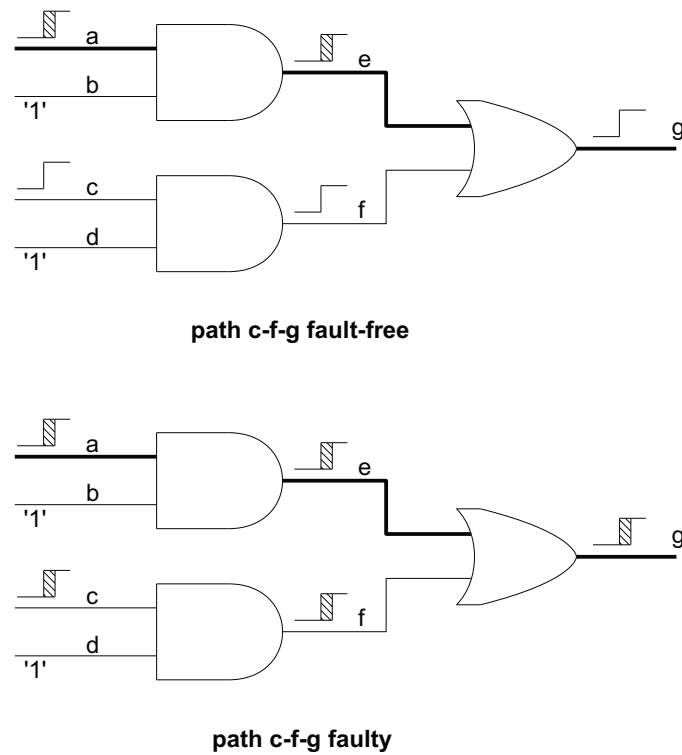 a
e
b
'1'
g
c
f
d
'1'
path c-f-g fault-free
a
e
b
'1'
g
c
f
d
'1'
path c-f-g faulty